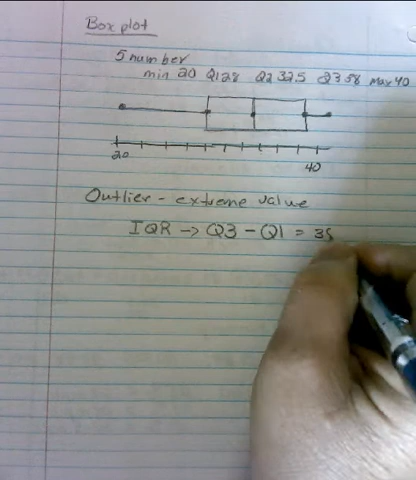 Box plot
5 number
min 20 Q1 28 Q2 32.5 Q3 38 max 40
20 40
Outlier - extreme value
IQR → Q3 - Q1 = 38